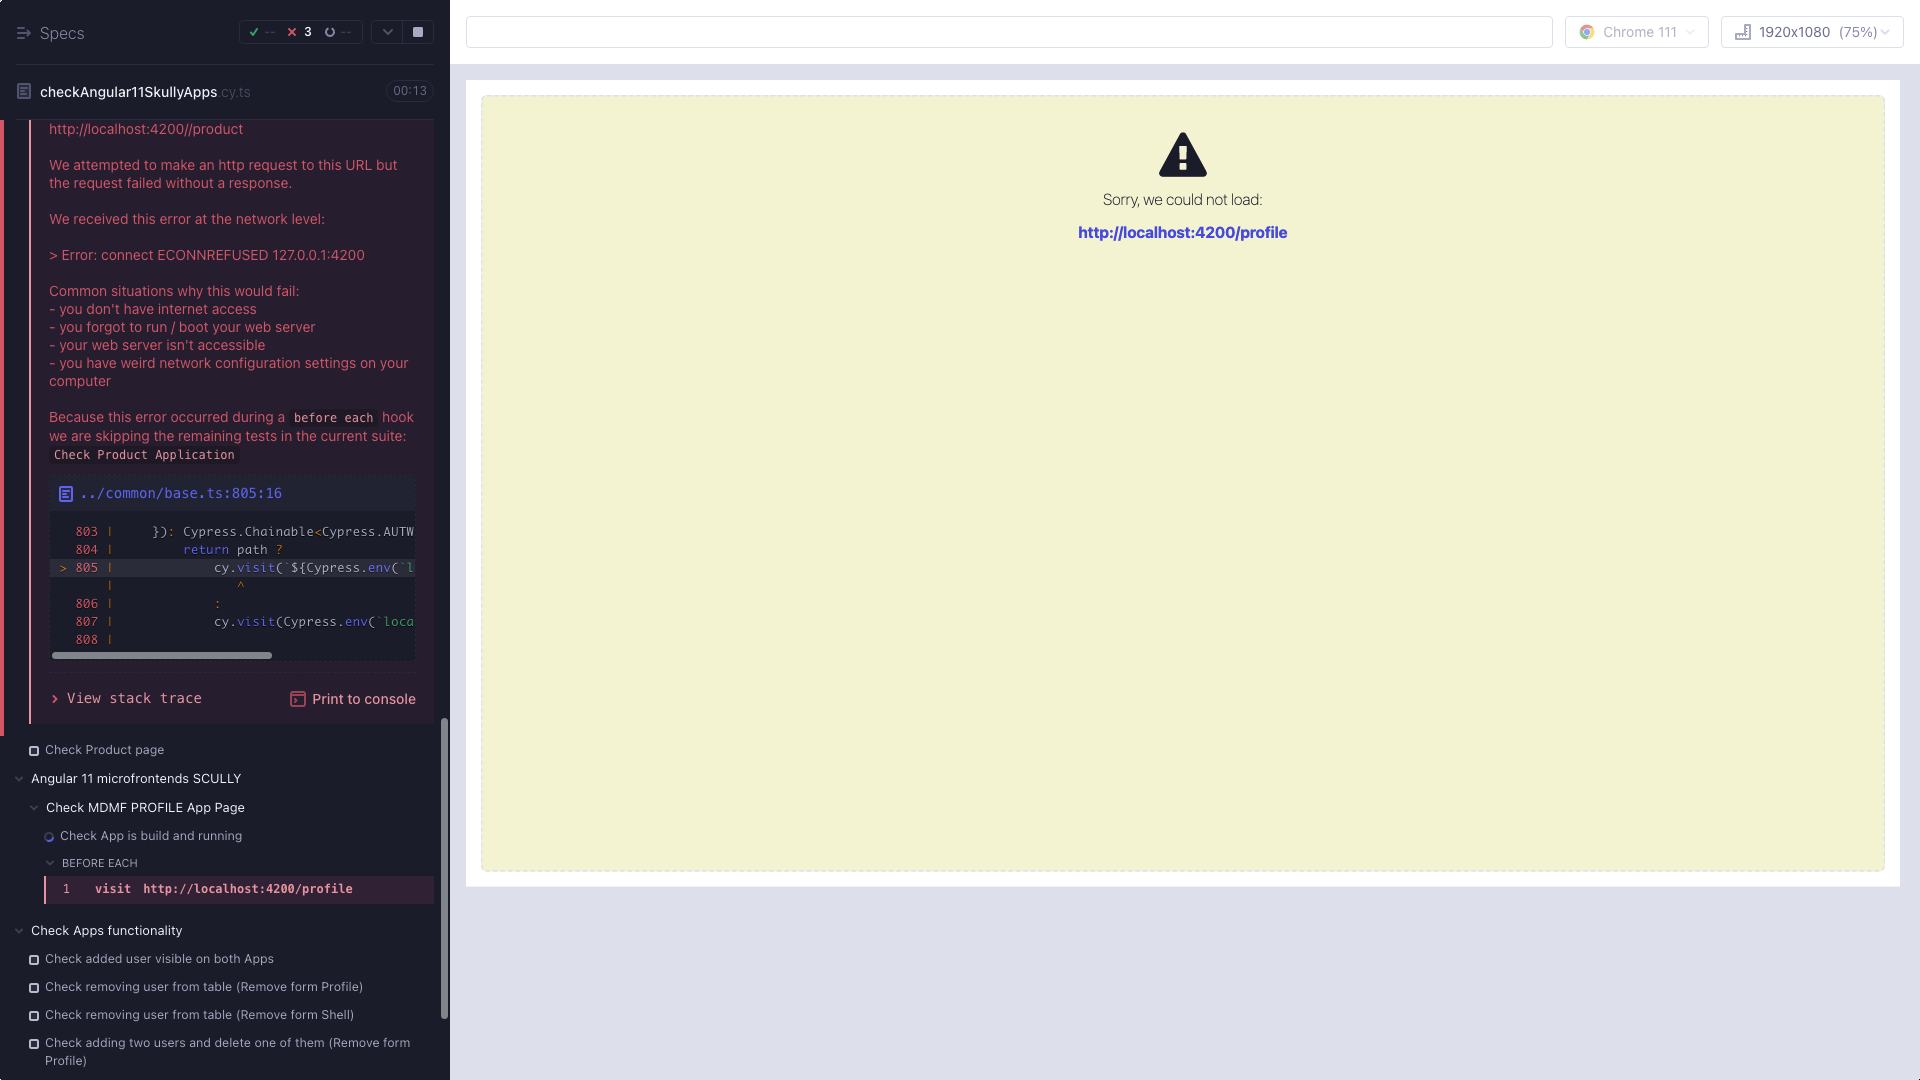 Specs
--
3
--
checkAngular11SkullyApps.cy.ts
00:13
http://localhost:4200//product
We attempted to make an http request to this URL but
the request failed without a response.
We received this error at the network level:
> Error: connect ECONNREFUSED 127.0.0.1:4200
Common situations why this would fail:
- you don't have internet access
- you forgot to run / boot your web server
- your web server isn't accessible
- you have weird network configuration settings on your
computer
Because this error occurred during a before each hook
we are skipping the remaining tests in the current suite:
Check Product Application
../common/base.ts:805:16
803 | }): Cypress.Chainable<Cypress.AUTW
804 | return path ?
> 805 | cy.visit(`${Cypress.env(`l
| ^
806 | :
807 | cy.visit(Cypress.env(`loca
808 |
> View stack trace
Print to console
Check Product page
Angular 11 microfrontends SCULLY
Check MDMF PROFILE App Page
Check App is build and running
BEFORE EACH
1 visit http://localhost:4200/profile
Check Apps functionality
Check added user visible on both Apps
Check removing user from table (Remove form Profile)
Check removing user from table (Remove form Shell)
Check adding two users and delete one of them (Remove form
Profile)
Chrome 111
1920x1080 (75%)
Sorry, we could not load:
http://localhost:4200/profile